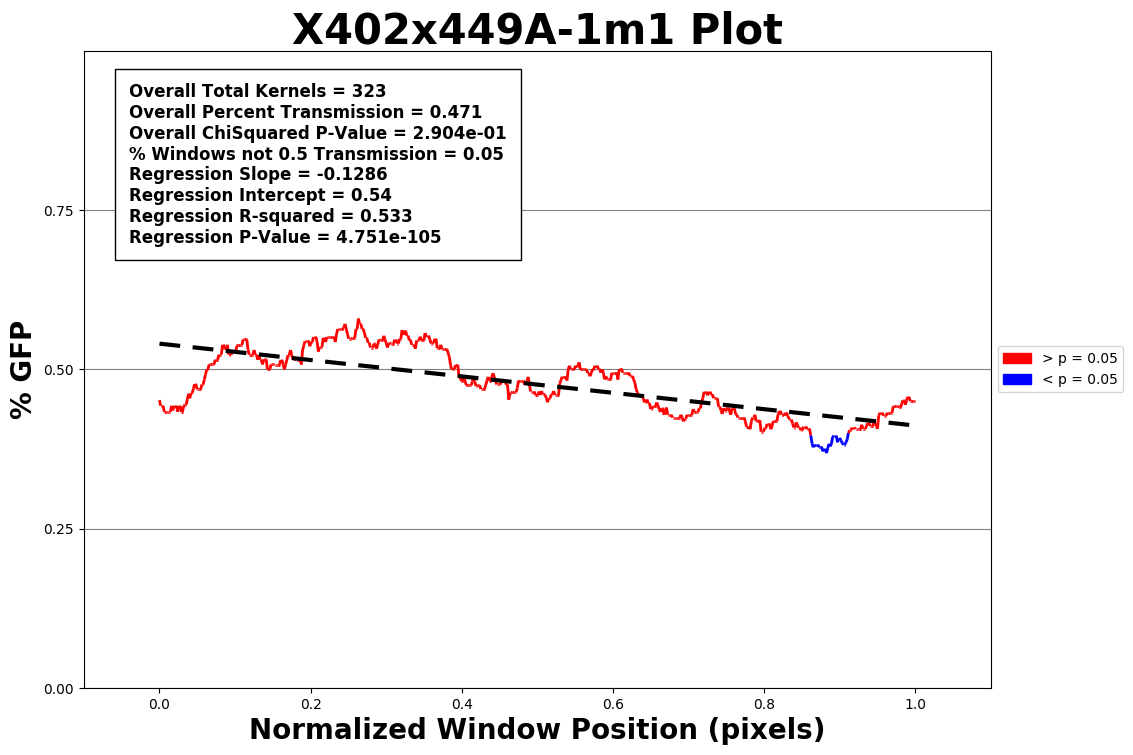 X402x449A-1m1 Plot
Overall Total Kernels = 323
Overall Percent Transmission = 0.471
Overall ChiSquared P-Value = 2.904e-01
% Windows not 0.5 Transmission = 0.05
Regression Slope = -0.1286
Regression Intercept = 0.54
Regression R-squared = 0.533
Regression P-Value = 4.751e-105
% GFP
0.75
0.50
0.25
0.00
> p = 0.05
< p = 0.05
0.0 0.2 0.4 0.6 0.8 1.0
Normalized Window Position (pixels)